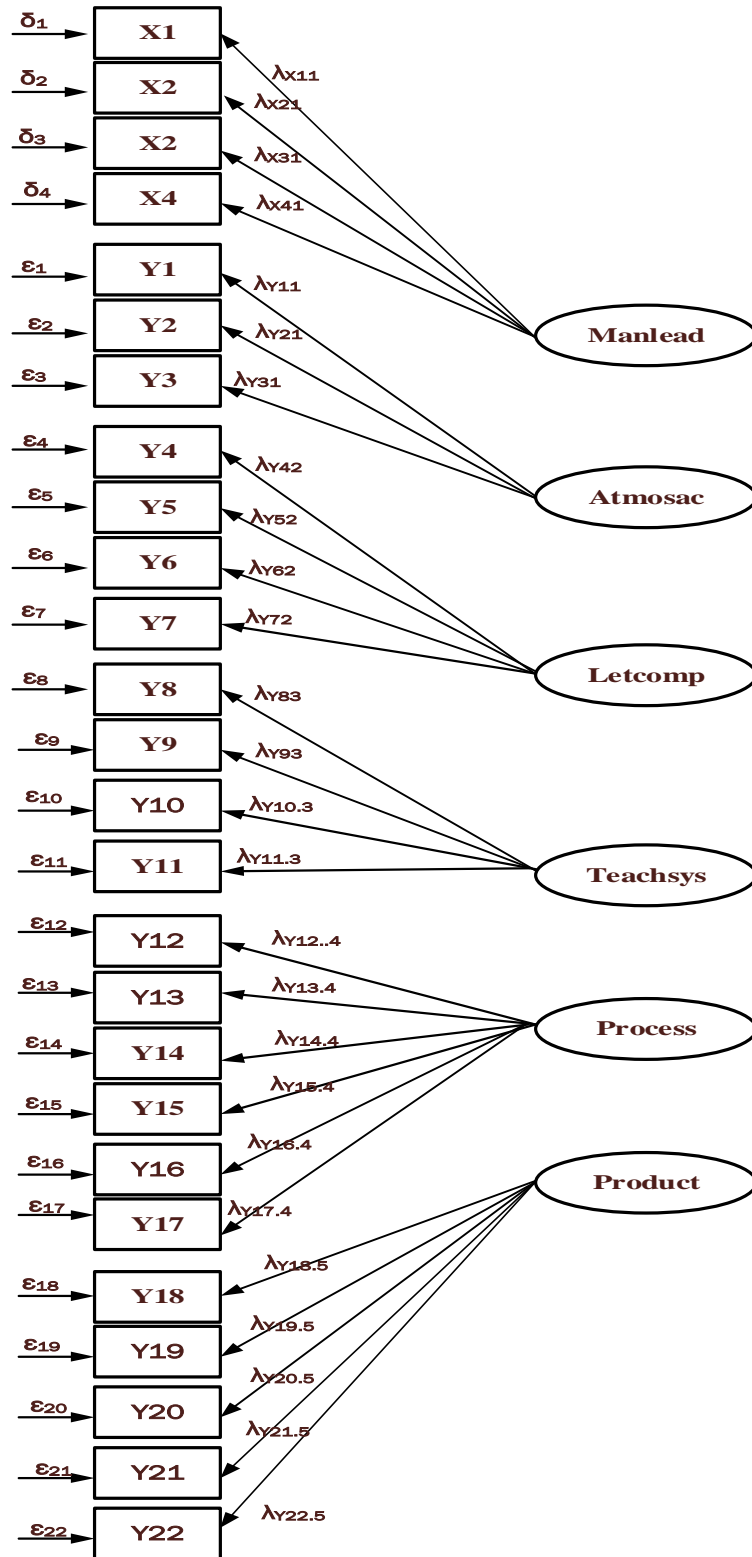 δ1 X1
λX11
δ2 X2
λX21
δ3 X2
λX31
δ4 X4
λX41
ε1 Y1
λY11
Manlead
ε2 Y2
λY21
ε3 Y3
λY31
ε4 Y4
λY42
Atmosac
ε5 Y5
λY52
ε6 Y6
λY62
ε7 Y7
λY72
Letcomp
ε8 Y8
λY83
ε9 Y9
λY93
ε10 Y10
λY10.3
ε11 Y11
λY11.3
Teachsys
ε12 Y12
λY12..4
ε13 Y13
λY13.4
Process
ε14 Y14
λY14.4
ε15 Y15
λY15.4
ε16 Y16
λY16.4
Product
ε17 Y17
λY17.4
ε18 Y18
λY18.5
ε19 Y19
λY19.5
ε20 Y20
λY20.5
ε21 Y21
λY21.5
ε22 Y22
λY22.5